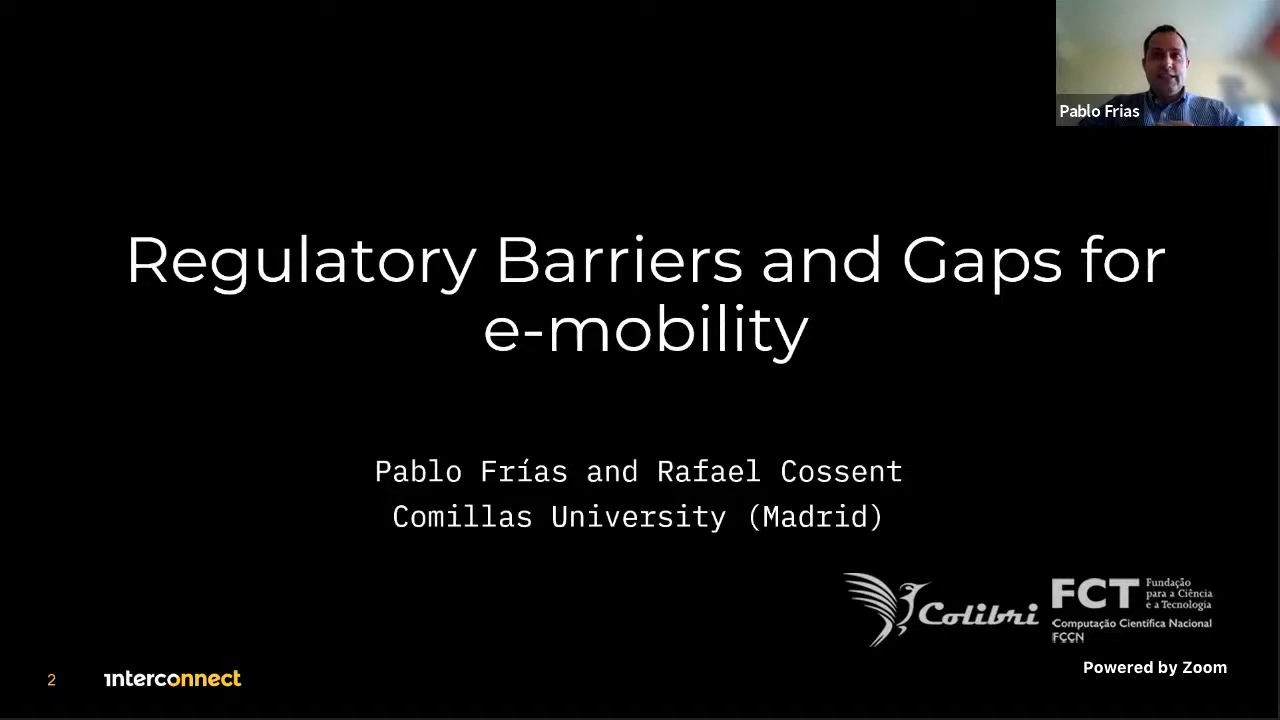 Pablo Frias
Regulatory Barriers and Gaps for
e-mobility
Pablo Frías and Rafael Cossent
Comillas University (Madrid)
Colibri
FCT
Fundação
para a Ciência
e a Tecnologia
Computação Científica Nacional
FCCN
Powered by Zoom
2
interconnect